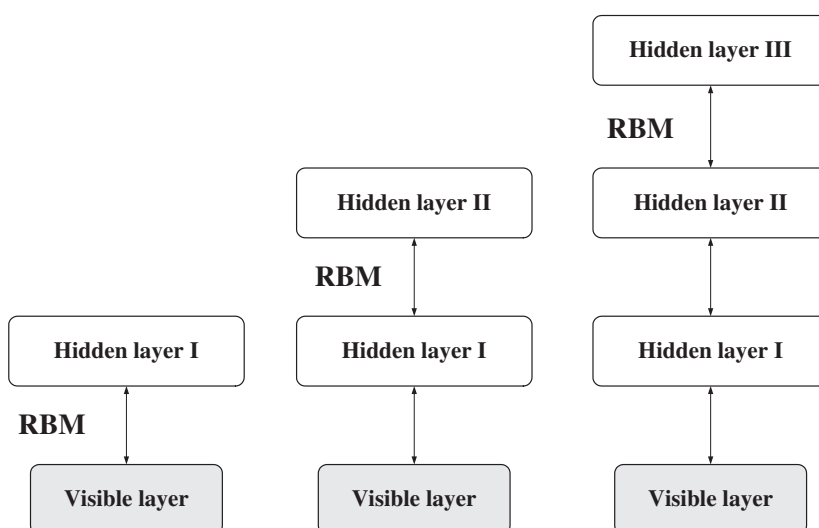 Hidden layer III
RBM
Hidden layer II
Hidden layer II
RBM
Hidden layer I
Hidden layer I
Hidden layer I
RBM
Visible layer
Visible layer
Visible layer